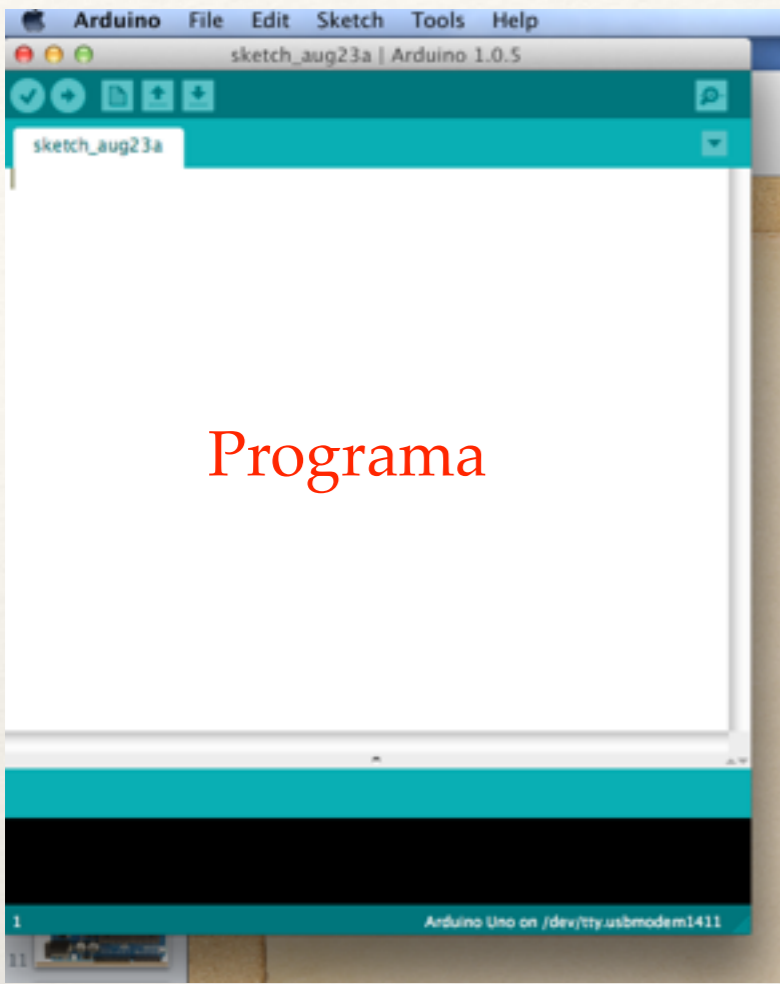 Arduino File Edit Sketch Tools Help
sketch_aug23a | Arduino 1.0.5
sketch_aug23a
Programa
1 Arduino Uno on /dev/tty.usbmodem1411
11